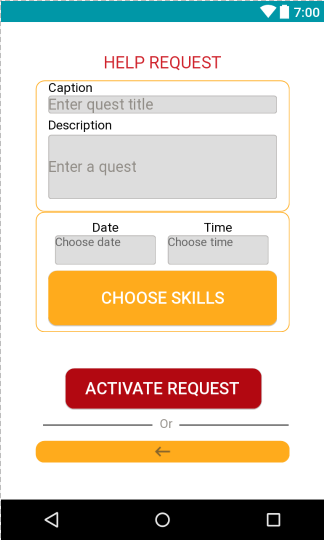 7:00
HELP REQUEST
Caption
Enter quest title
Description
Enter a quest
Date Time
Choose date Choose time
CHOOSE SKILLS
ACTIVATE REQUEST
Or